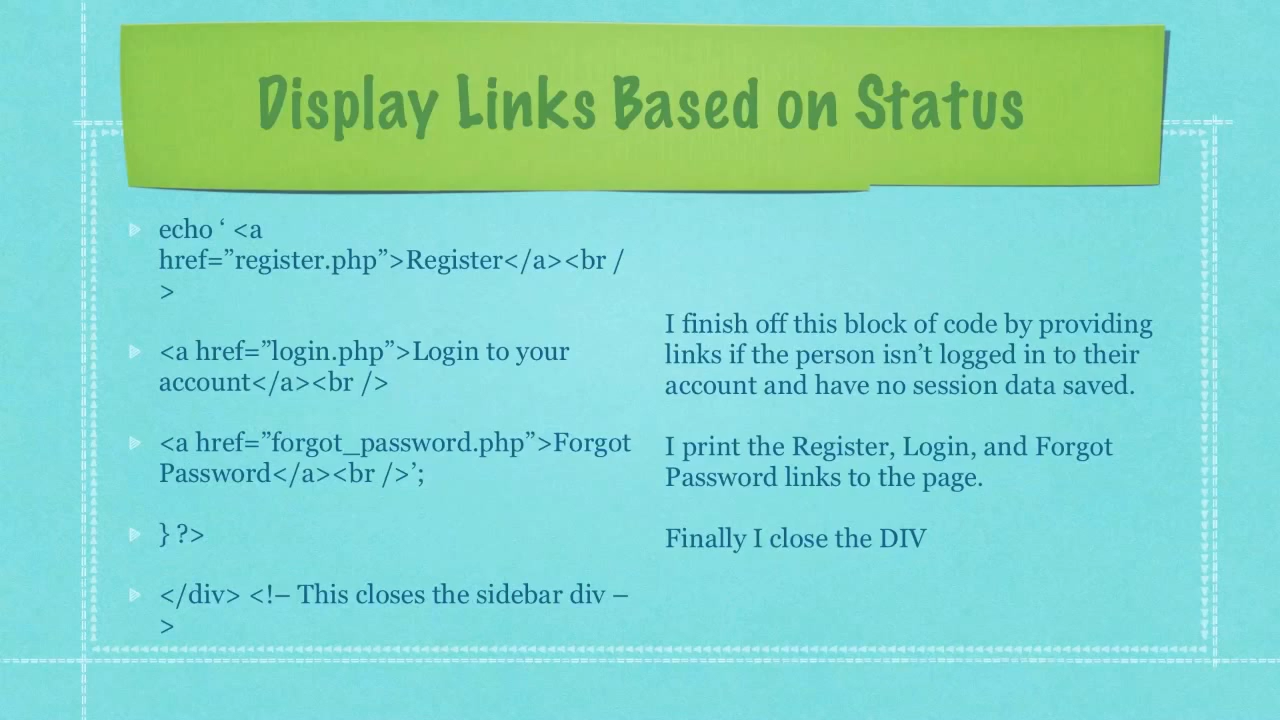 Display Links Based on Status
echo ‘ <a
href=”register.php”>Register</a><br /
>
<a href=”login.php”>Login to your
account</a><br />
<a href=”forgot_password.php”>Forgot
Password</a><br />’;
} ?>
</div> <!– This closes the sidebar div –
>
I finish off this block of code by providing
links if the person isn’t logged in to their
account and have no session data saved.
I print the Register, Login, and Forgot
Password links to the page.
Finally I close the DIV